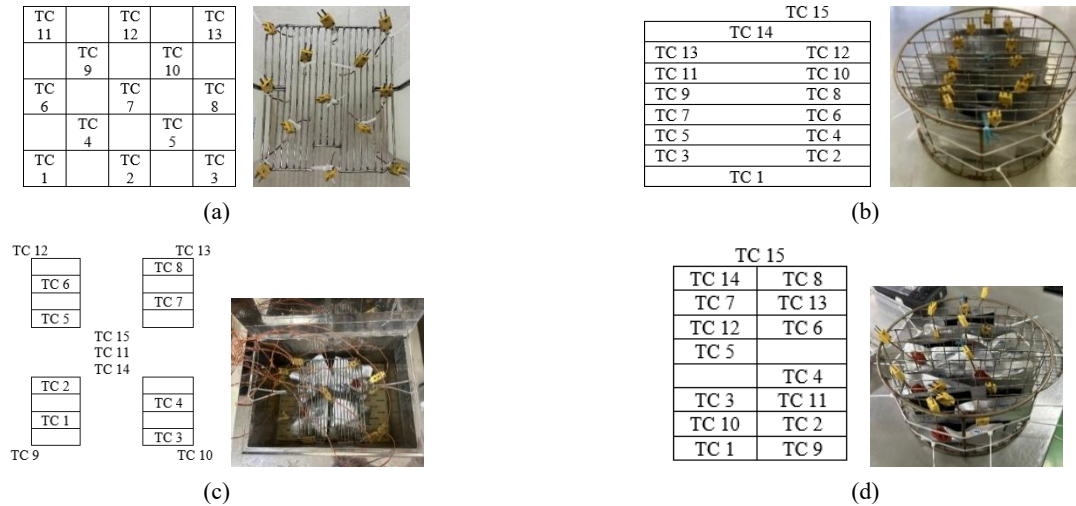 TC 11 TC 12 TC 13
TC 9 TC 10
TC 6 TC 7 TC 8
TC 4 TC 5
TC 1 TC 2 TC 3
(a)
TC 15
TC 14
TC 13 TC 12
TC 11 TC 10
TC 9 TC 8
TC 7 TC 6
TC 5 TC 4
TC 3 TC 2
TC 1
(b)
TC 12 TC 13
TC 8
TC 6
TC 7
TC 5
TC 15
TC 11
TC 14
TC 2
TC 4
TC 1
TC 3
TC 9 TC 10
(c)
TC 15
TC 14 TC 8
TC 7 TC 13
TC 12 TC 6
TC 5
TC 4
TC 3 TC 11
TC 10 TC 2
TC 1 TC 9
(d)